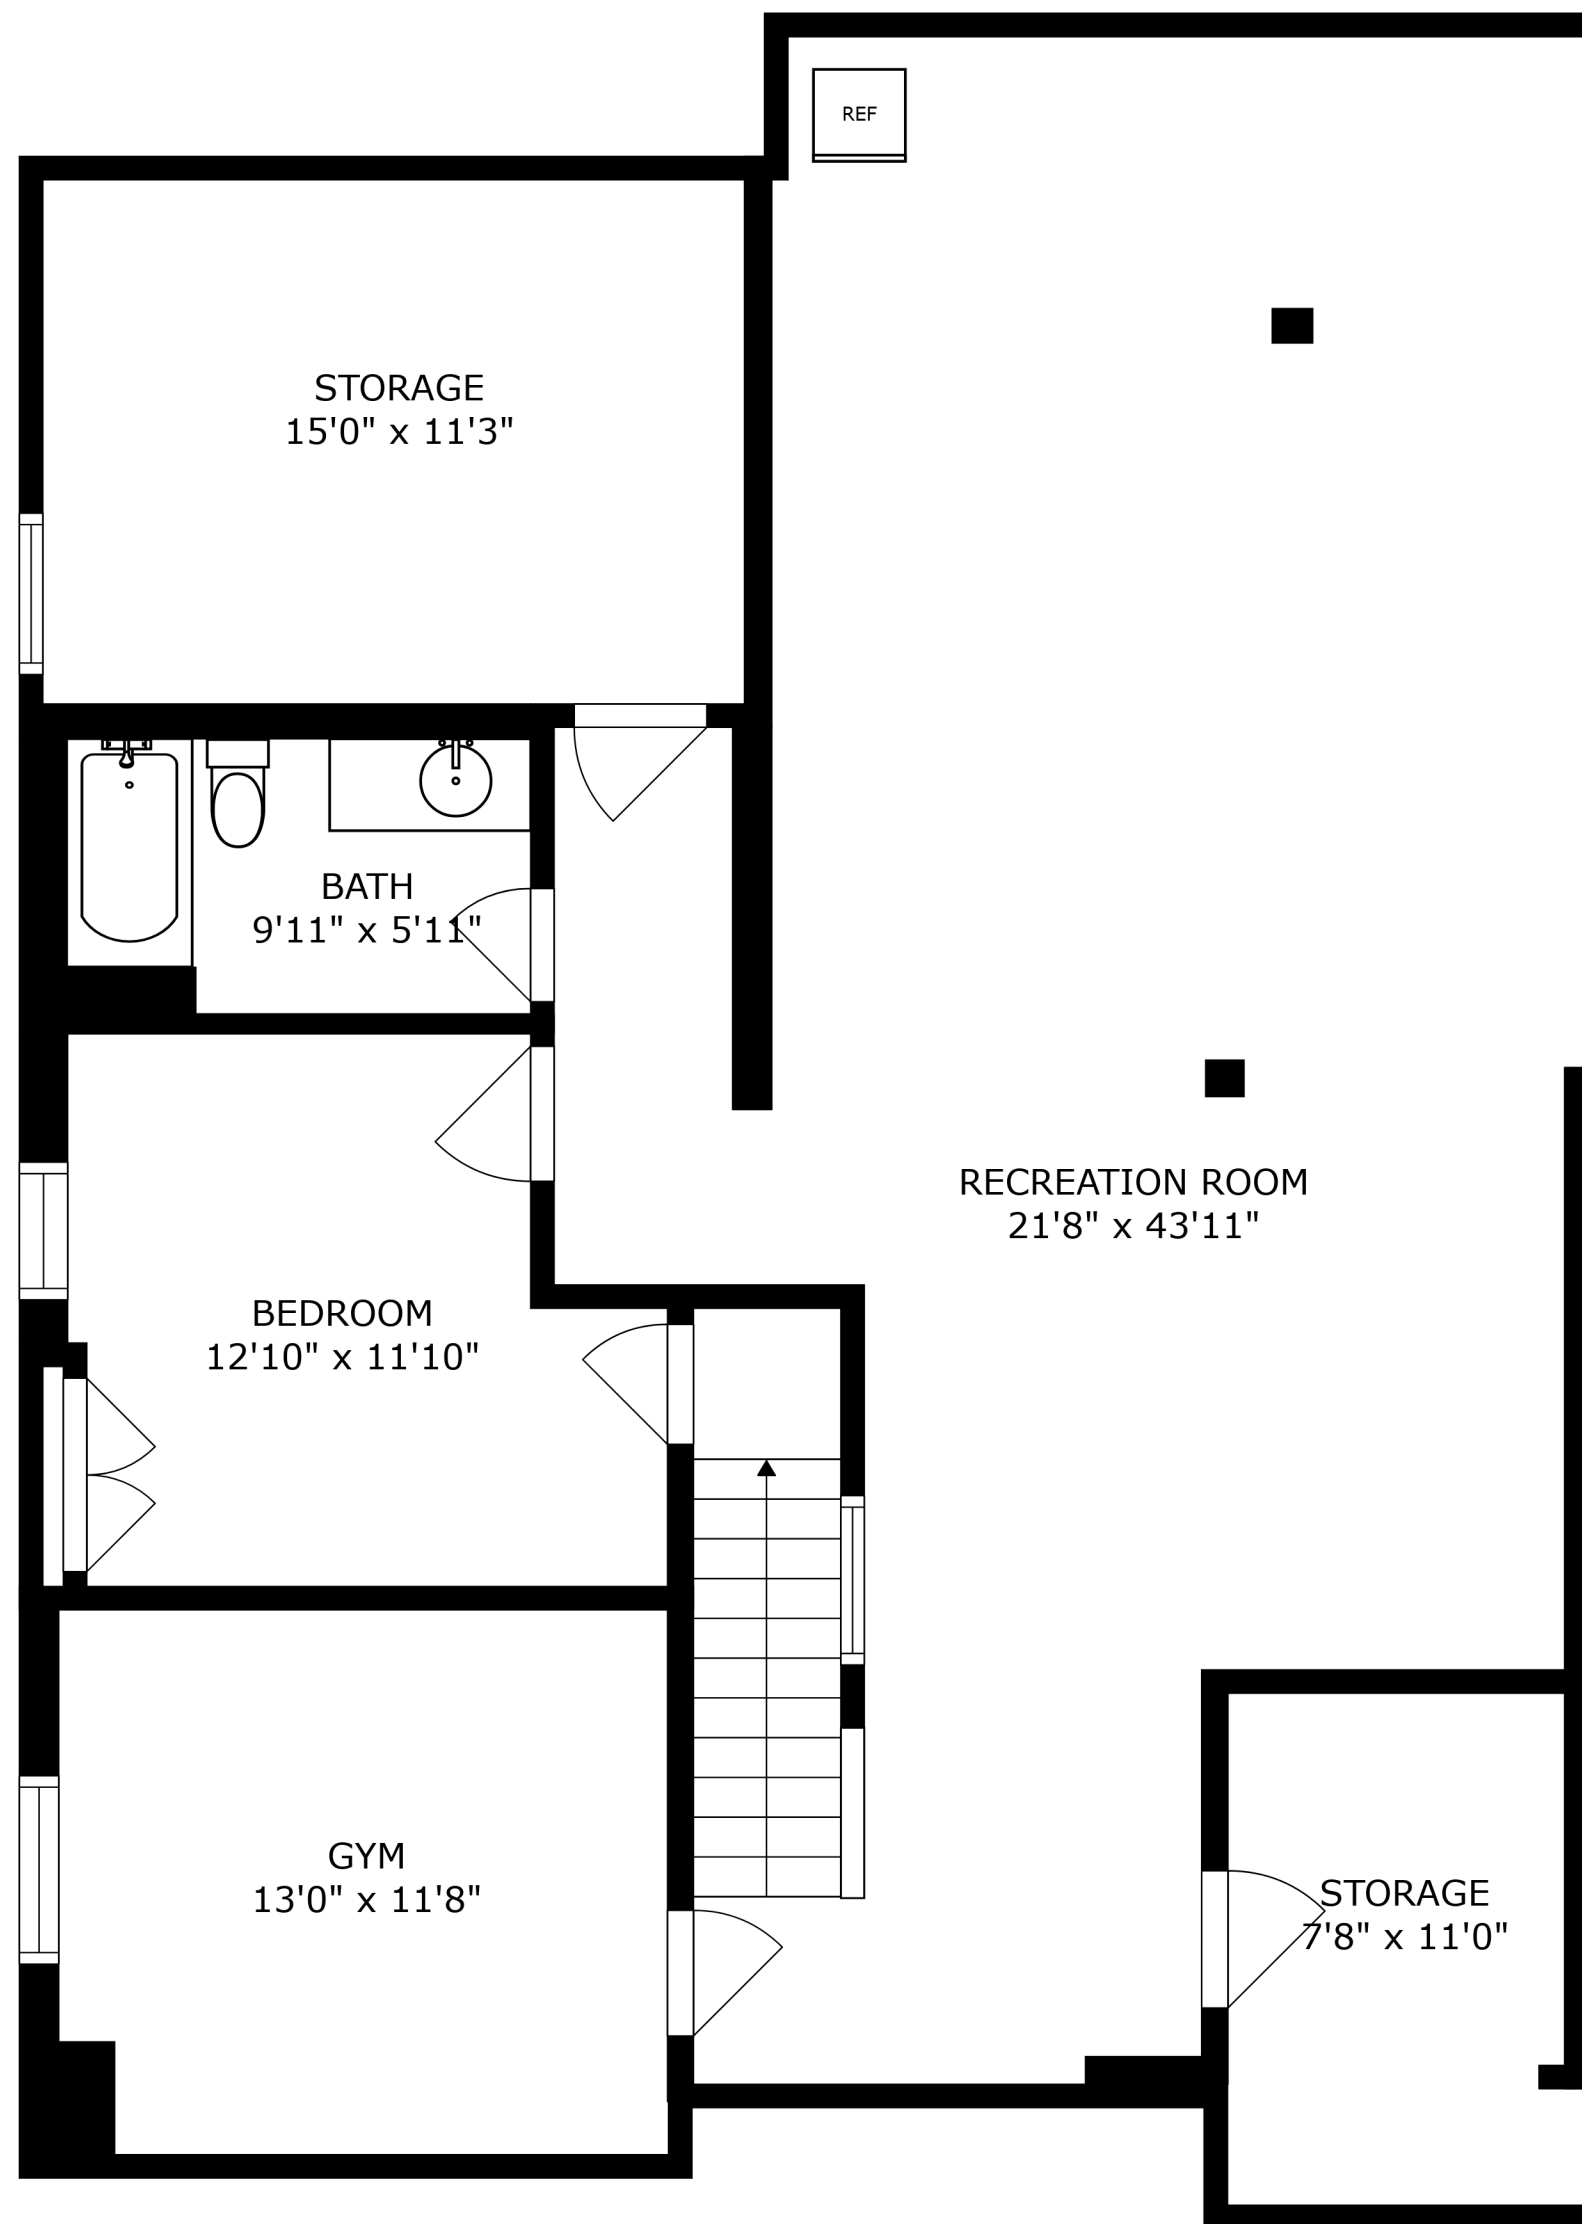 REF
STORAGE
15'0" x 11'3"
BATH
9'11" x 5'11"
RECREATION ROOM
21'8" x 43'11"
BEDROOM
12'10" x 11'10"
GYM
13'0" x 11'8"
STORAGE
7'8" x 11'0"